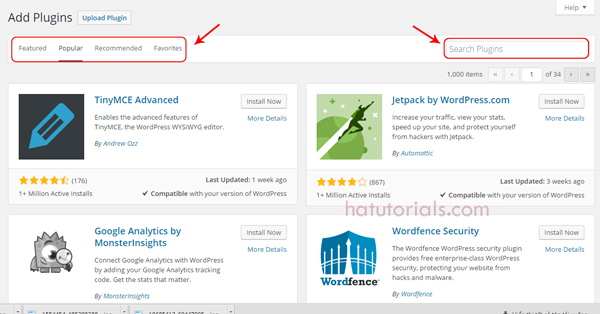 Help
Add Plugins Upload Plugin
Featured Popular Recommended Favorites
Search Plugins
1,000 items « ‹ 1 of 34 › »
TinyMCE Advanced
Install Now
More Details
Enables the advanced features of
TinyMCE, the WordPress WYSIWYG editor.
By Andrew Ozz
(176)
Last Updated: 1 week ago
1+ Million Active Installs
Compatible with your version of WordPress
Jetpack by WordPress.com
Install Now
More Details
Increase your traffic, view your stats,
speed up your site, and protect yourself
from hackers with Jetpack.
By Automattic
(867)
Last Updated: 3 weeks ago
1+ Million Active Installs
Compatible with your version of WordPress
hatutorials.com
Google Analytics by
MonsterInsights
Install Now
More Details
Connect Google Analytics with WordPress
by adding your Google Analytics tracking
code. Get the stats that matter.
By MonsterInsights
Wordfence
Wordfence Security
Install Now
More Details
The Wordfence WordPress security plugin
provides free enterprise-class WordPress
security, protecting your website from
hacks and malware.
By Wordfence